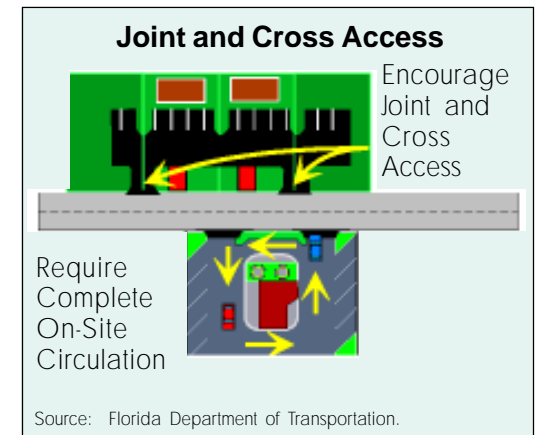 Joint and Cross Access
Encourage
Joint and
Cross
Access
Require
Complete
On-Site
Circulation
Source: Florida Department of Transportation.